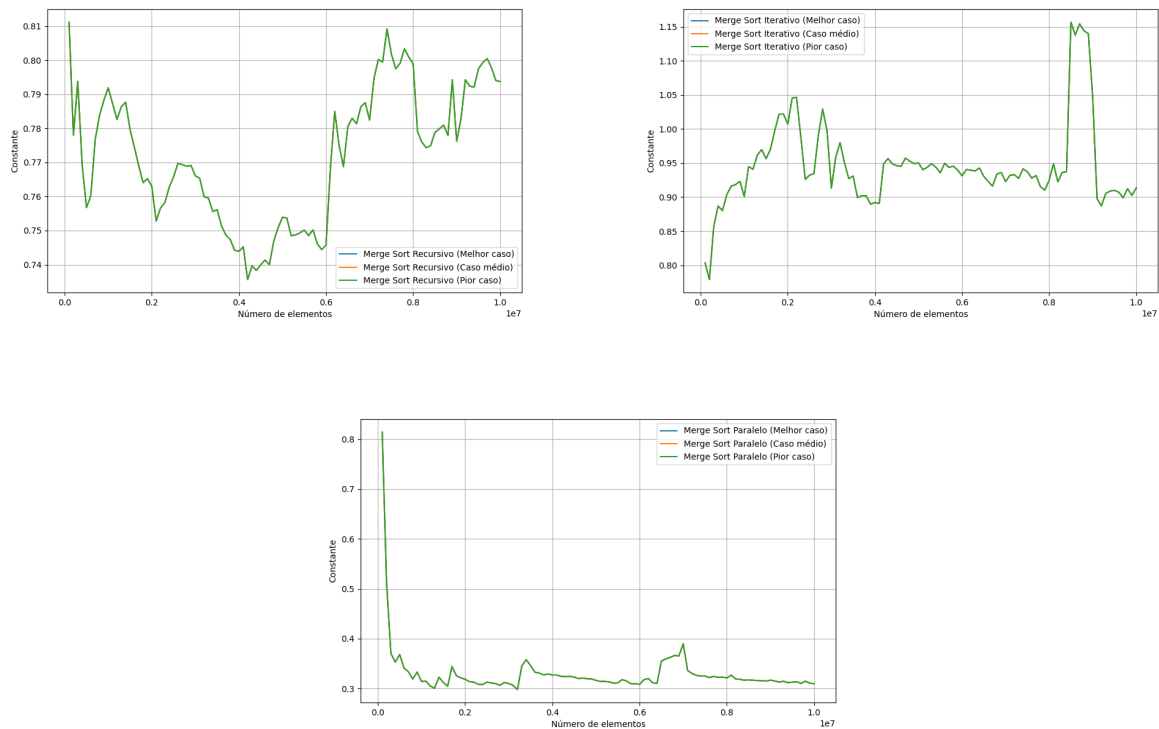 0.81
0.80
0.79
0.78
0.77
0.76
0.75
0.74
Constante
Merge Sort Recursivo (Melhor caso)
Merge Sort Recursivo (Caso médio)
Merge Sort Recursivo (Pior caso)
0.0 0.2 0.4 0.6 0.8 1.0
1e7
Número de elementos
Merge Sort Iterativo (Melhor caso)
Merge Sort Iterativo (Caso médio)
Merge Sort Iterativo (Pior caso)
1.15
1.10
1.05
1.00
0.95
0.90
0.85
0.80
Constante
0.0 0.2 0.4 0.6 0.8 1.0
1e7
Número de elementos
Merge Sort Paralelo (Melhor caso)
Merge Sort Paralelo (Caso médio)
Merge Sort Paralelo (Pior caso)
0.8
0.7
0.6
0.5
0.4
0.3
Constante
0.0 0.2 0.4 0.6 0.8 1.0
1e7
Número de elementos